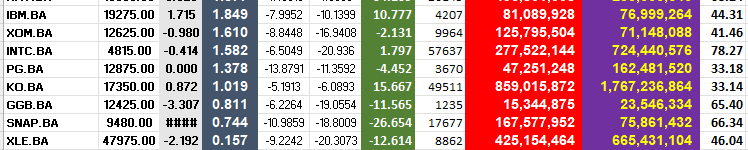 IBM.BA 19275.00 1.715 1.849 -7.9952 -10.1399 10.777 4207 81,089,928 76,999,264 44.31
XOM.BA 12625.00 -0.980 1.610 -8.8448 -16.9408 -2.131 9964 125,795,504 71,148,088 41.46
INTC.BA 4815.00 -0.414 1.582 -6.5049 -20.936 1.797 57637 277,522,144 724,440,576 78.27
PG.BA 12875.00 0.000 1.378 -13.8791 -11.3592 -4.452 3670 47,251,248 162,481,520 33.18
KO.BA 17350.00 0.872 1.019 -5.1913 -6.0893 15.667 49511 859,015,872 1,767,236,864 33.14
GGB.BA 12425.00 -3.307 0.811 -6.2264 -19.0554 -11.565 1235 15,344,875 23,546,334 65.40
SNAP.BA 9480.00 #### 0.744 -10.9859 -18.8009 -26.654 17677 167,577,952 75,861,432 66.34
XLE.BA 47975.00 -2.192 0.157 -9.2242 -20.3073 -12.614 8862 425,154,464 665,431,104 46.04